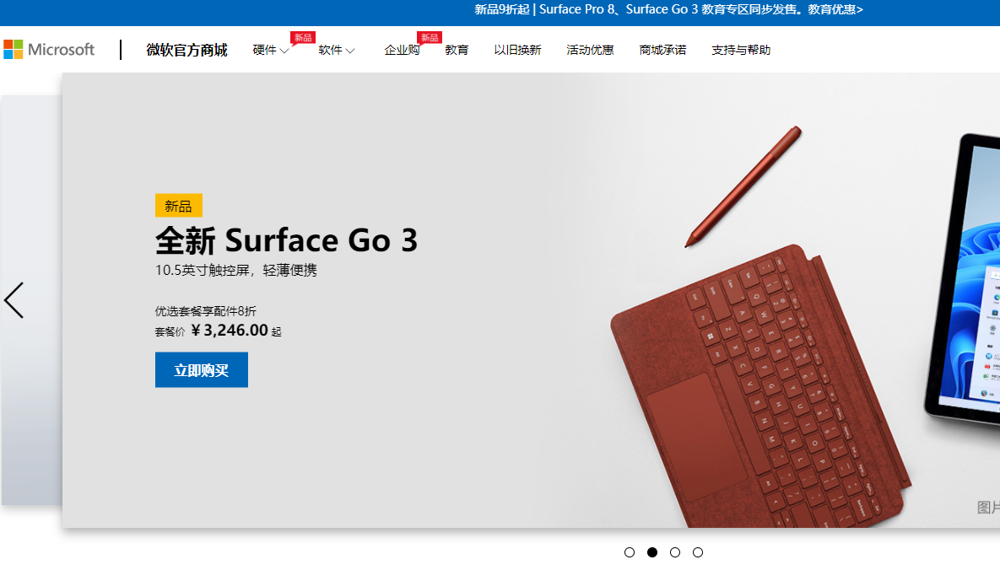 新品9折起 | Surface Pro 8、Surface Go 3 教育专区同步发售。教育优惠>
Microsoft
微软官方商城
硬件
新品
软件
企业购
新品
教育
以旧换新
活动优惠
商城承诺
支持与帮助
新品
全新 Surface Go 3
10.5英寸触控屏，轻薄便携
优选套餐享配件8折
套餐价 ¥ 3,246.00 起
立即购买
图片